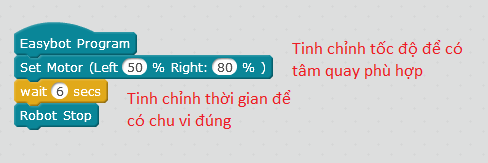 Easybot Program
Set Motor (Left 50 % Right: 80 % )
wait 6 secs
Robot Stop
Tinh chỉnh tốc độ để có
tâm quay phù hợp
Tinh chỉnh thời gian để
có chu vi đúng